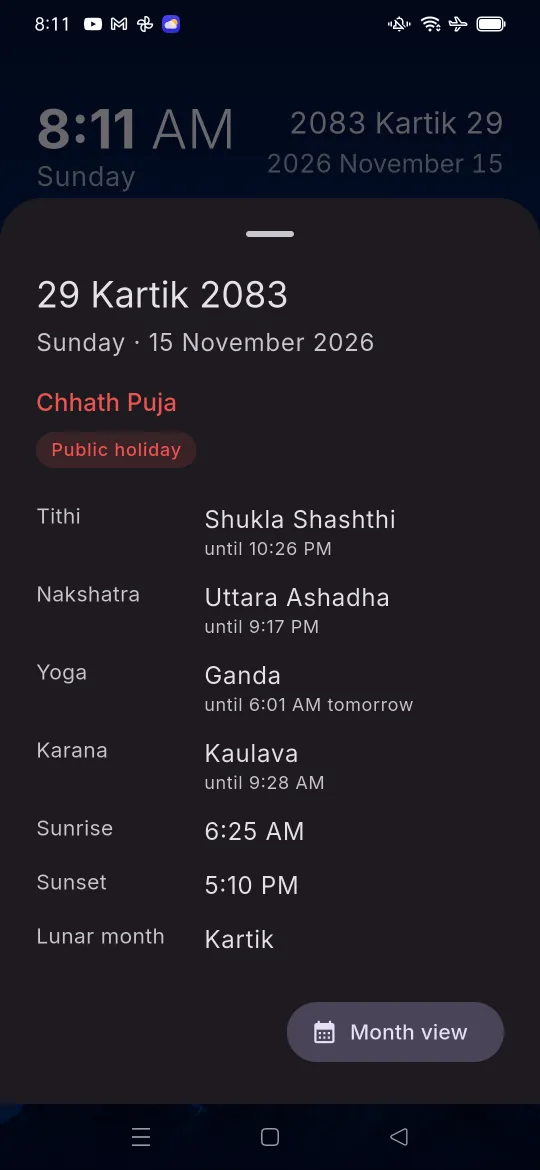 8:11
8:11 AM
2083 Kartik 29
Sunday
2026 November 15
29 Kartik 2083
Sunday · 15 November 2026
Chhath Puja
Public holiday
Tithi
Shukla Shashthi
until 10:26 PM
Nakshatra
Uttara Ashadha
until 9:17 PM
Yoga
Ganda
until 6:01 AM tomorrow
Karana
Kaulava
until 9:28 AM
Sunrise
6:25 AM
Sunset
5:10 PM
Lunar month
Kartik
Month view